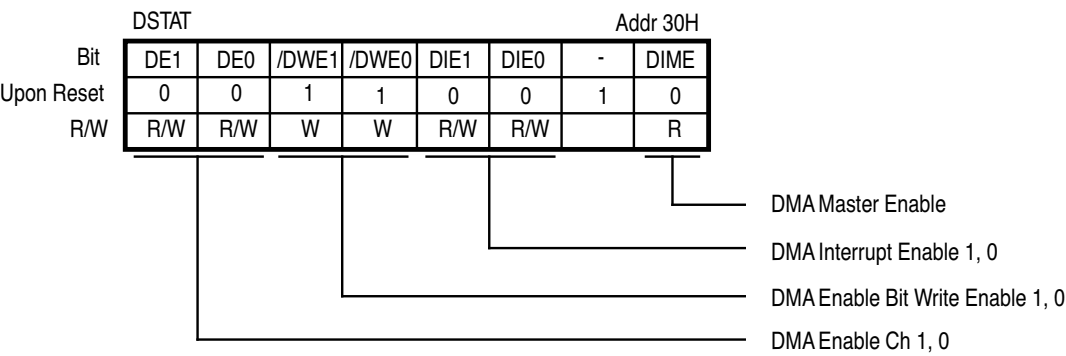 DSTAT Addr 30H
Bit DE1 DE0 /DWE1 /DWE0 DIE1 DIE0 - DIME
Upon Reset 0 0 1 1 0 0 1 0
R/W R/W R/W W W R/W R/W R
DMA Master Enable
DMA Interrupt Enable 1, 0
DMA Enable Bit Write Enable 1, 0
DMA Enable Ch 1, 0